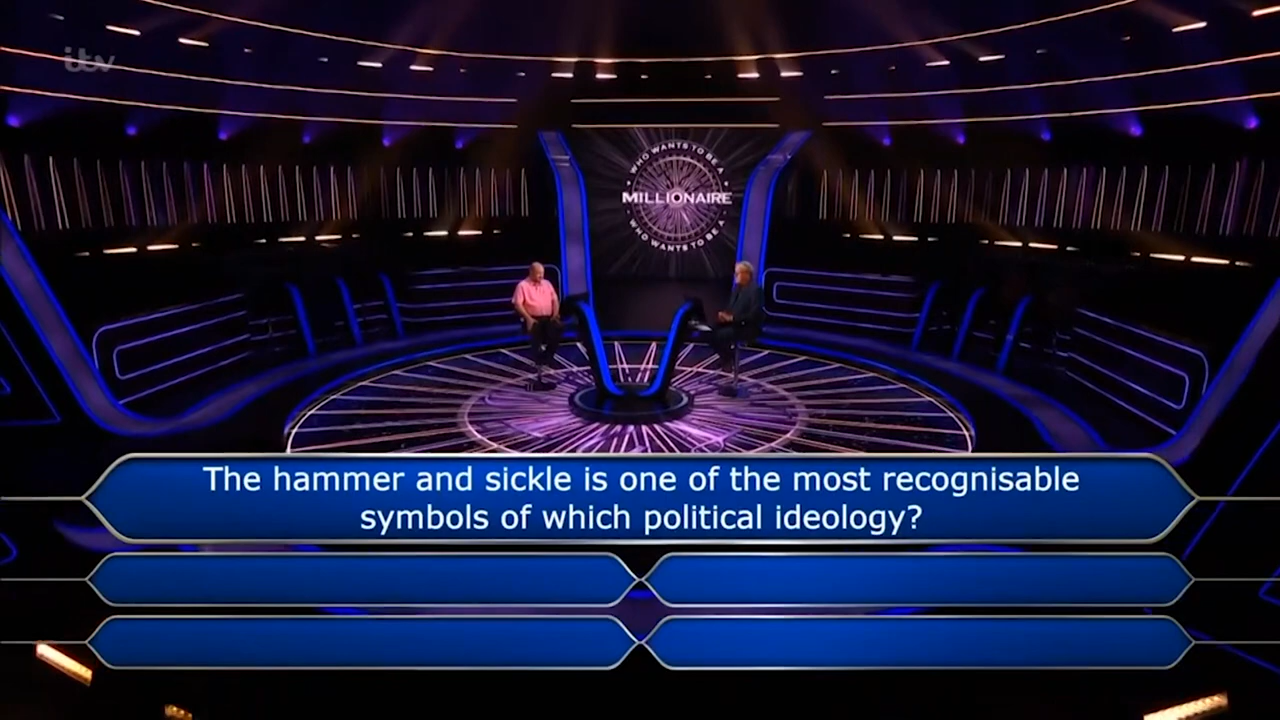 itv
WHO WANTS TO BE A
MILLIONAIRE
WHO WANTS TO BE A
The hammer and sickle is one of the most recognisable
symbols of which political ideology?